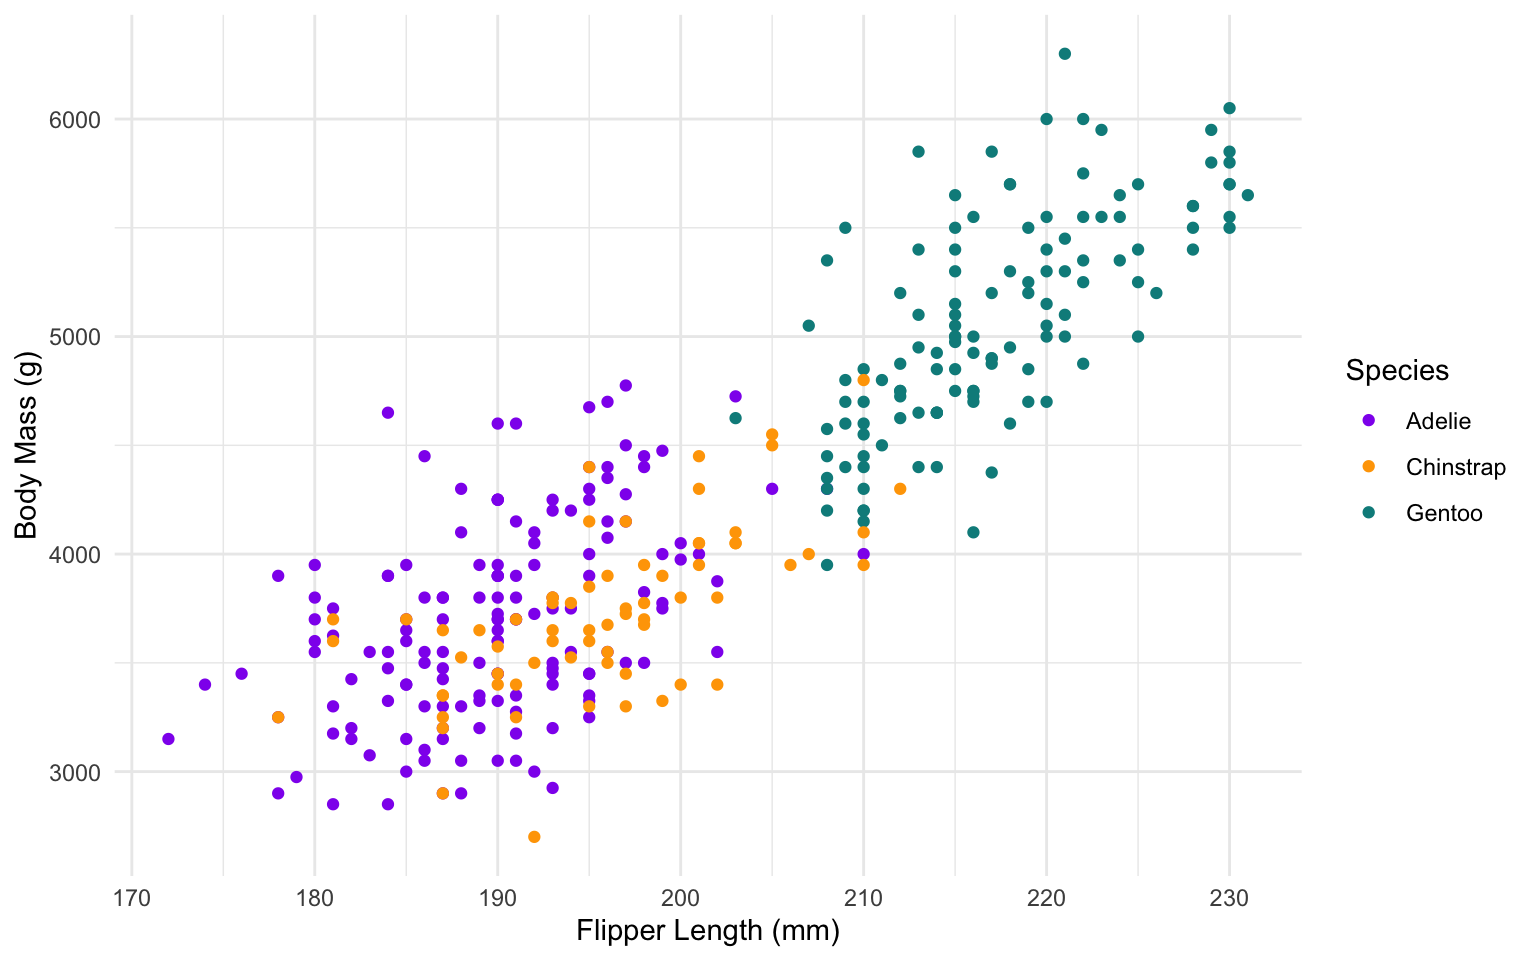 6000
5000
4000
3000
Body Mass (g)
170 180 190 200 210 220 230
Flipper Length (mm)
Species
Adelie
Chinstrap
Gentoo